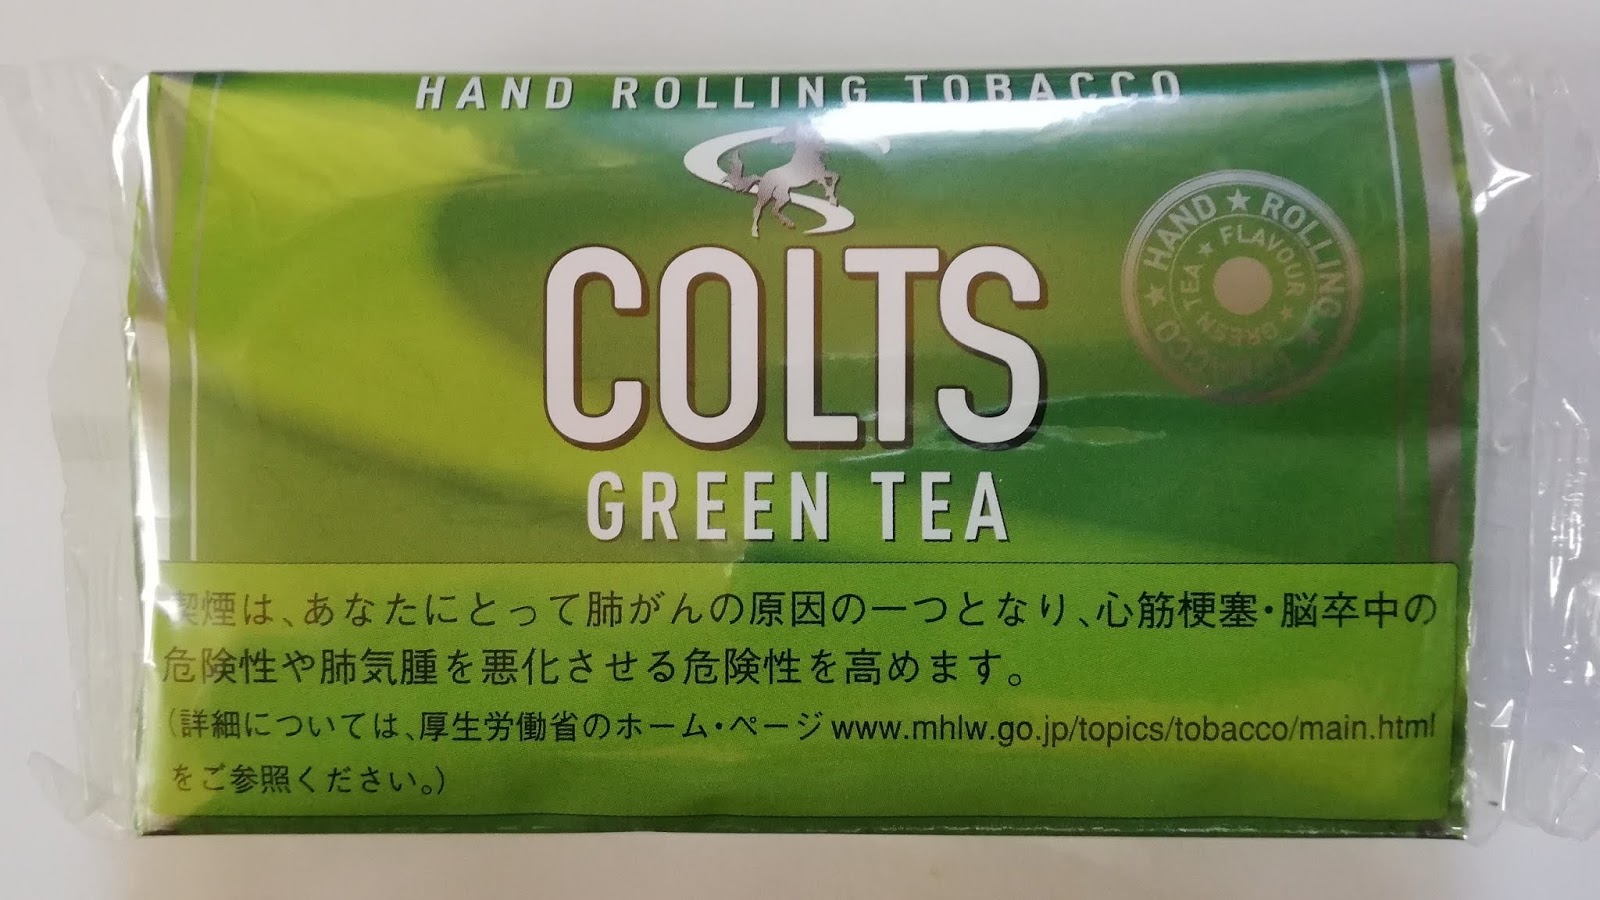 HAND ROLLING TOBACCO
COLTS
GREEN TEA
HAND ★ ROLLING ★ TOBACCO ★
FLAVOUR ★ GREEN TEA ★
喫煙は、あなたにとって肺がんの原因の一つとなり、心筋梗塞・脳卒中の
危険性や肺気腫を悪化させる危険性を高めます。
(詳細については、厚生労働省のホーム・ページ www.mhlw.go.jp/topics/tobacco/main.html
をご参照ください。)